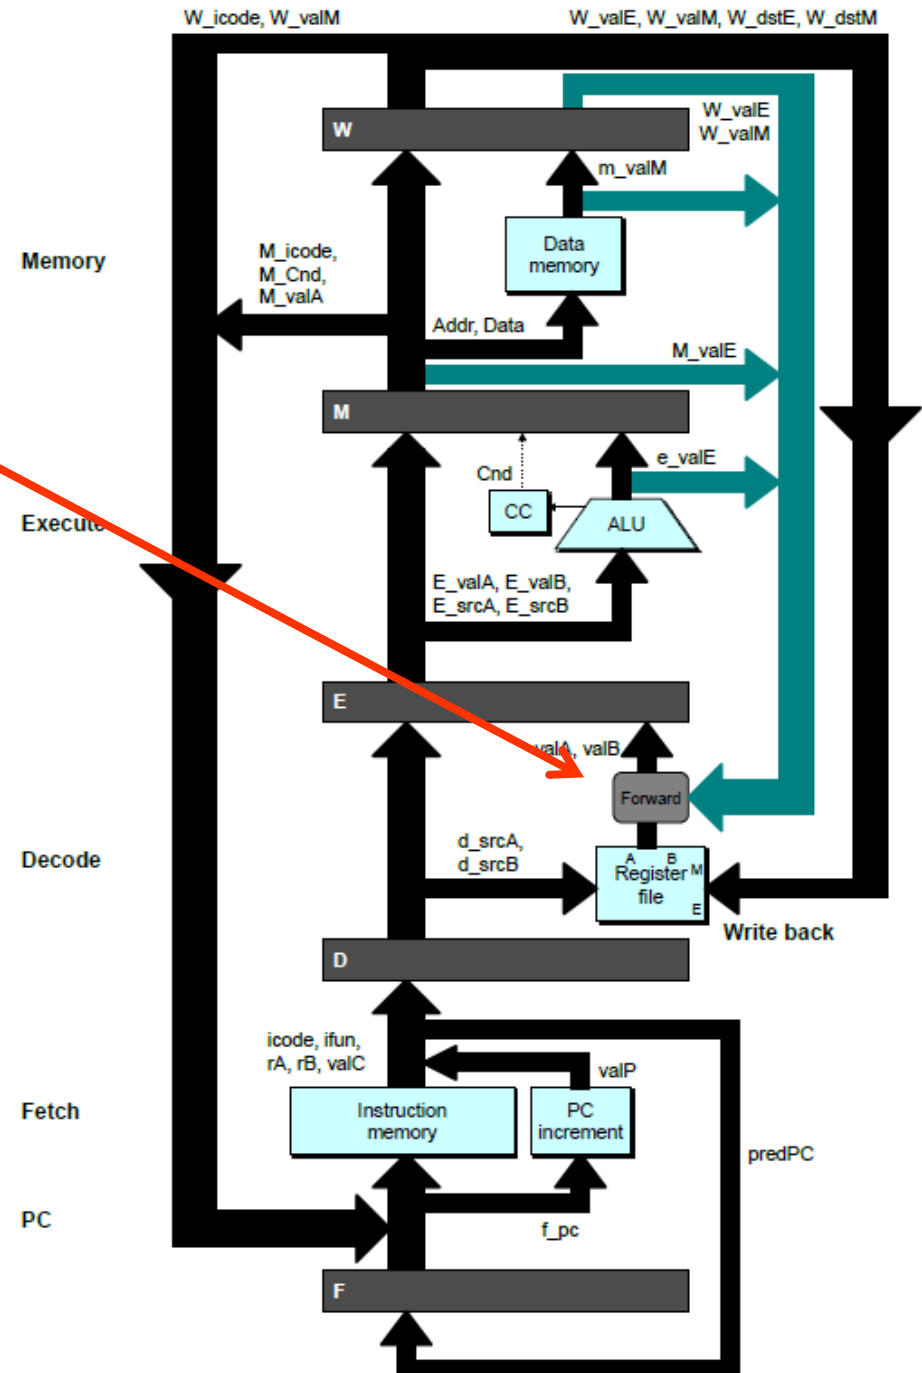 W_icode, W_valM
W_valE, W_valM, W_dstE, W_dstM
W_valE
W_valM
W
m_valM
Data
memory
Memory
M_icode,
M_Cnd,
M_valA
Addr, Data
M_valE
M
e_valE
Cnd
CC
ALU
Execute
E_valA, E_valB,
E_srcA, E_srcB
E
valA, valB
Forward
Decode
d_srcA,
d_srcB
A B
Register M
file
E
Write back
D
icode, ifun,
rA, rB, valC
valP
Fetch
Instruction
memory
PC
increment
predPC
PC
f_pc
F